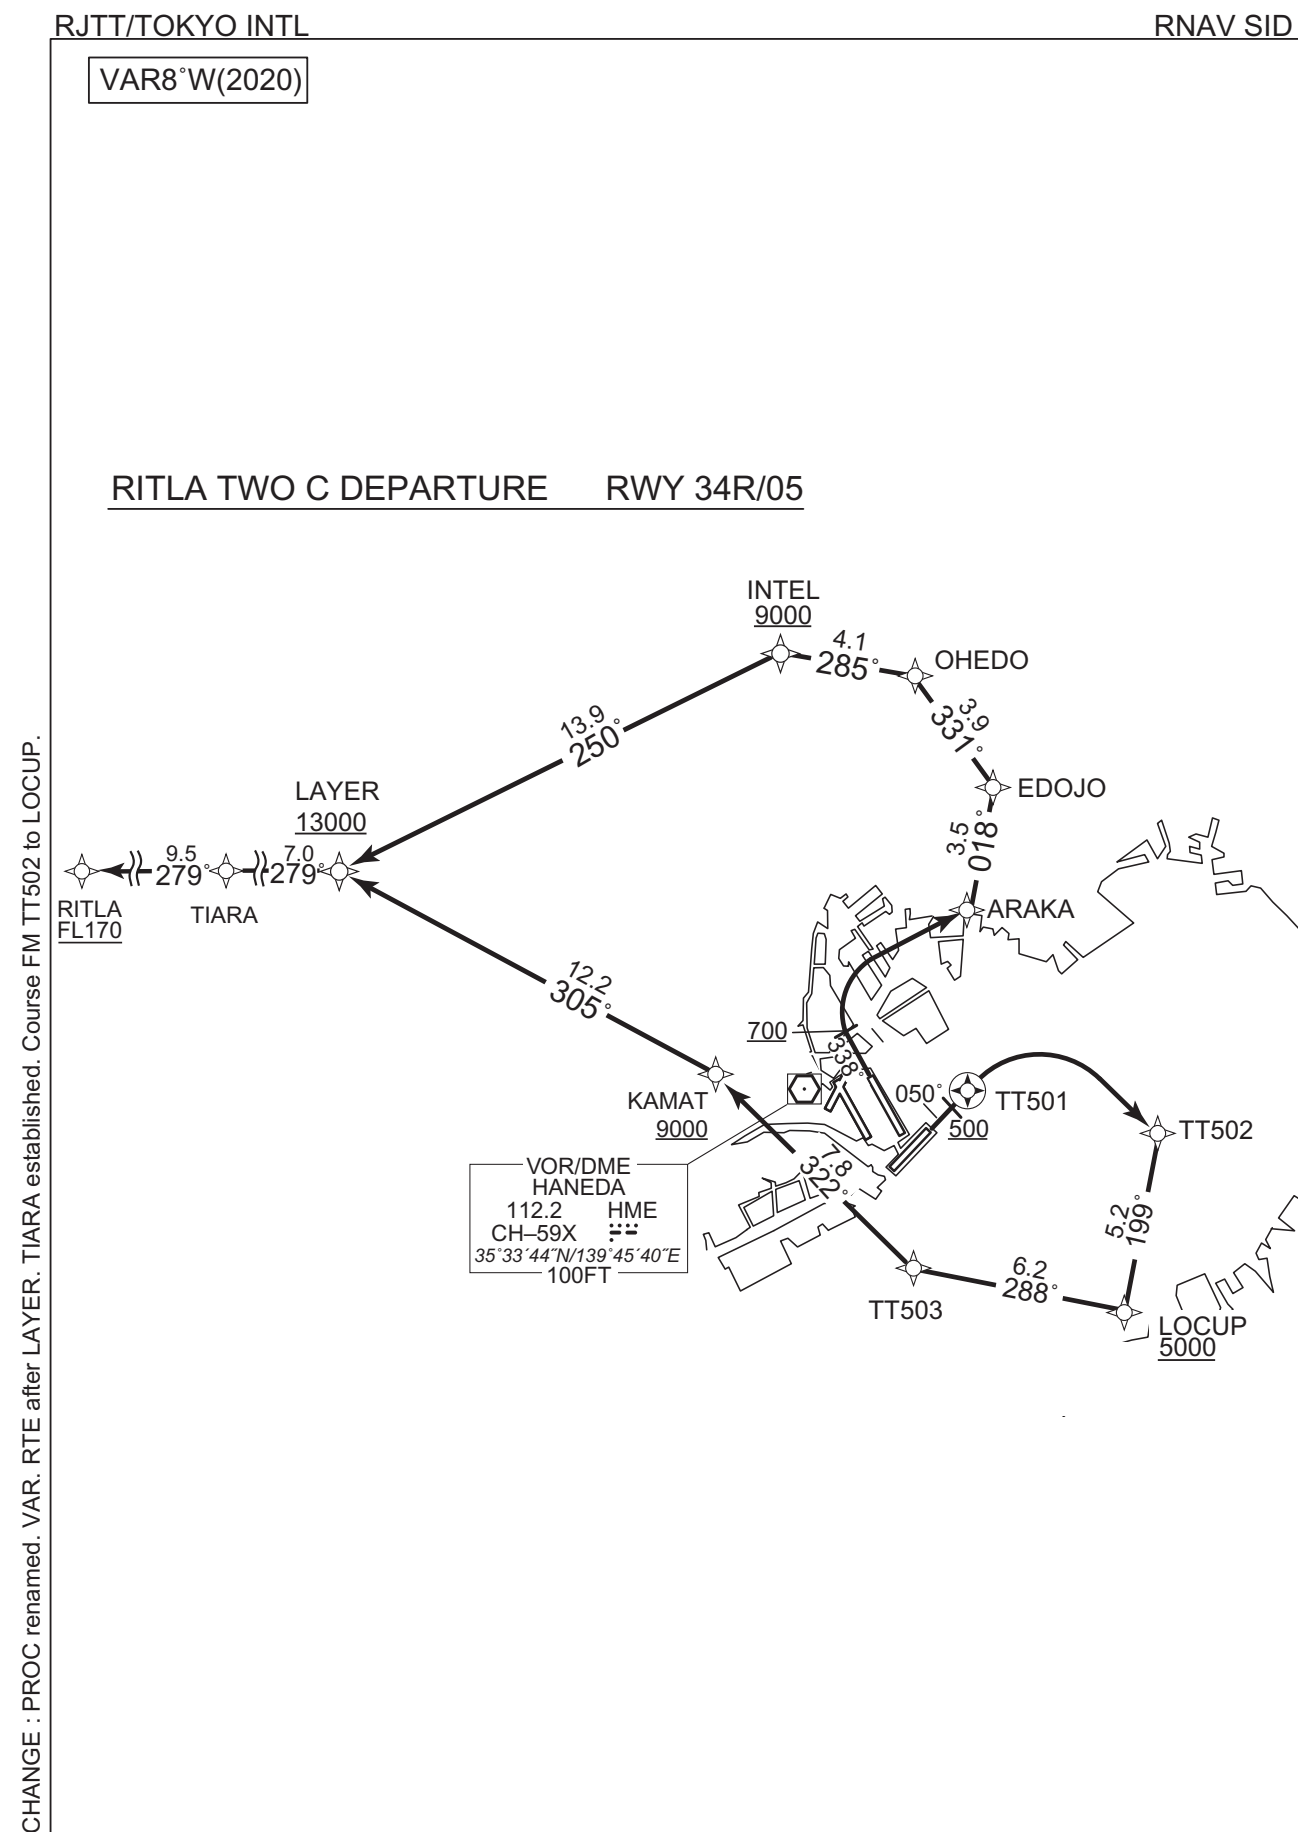 RJTT/TOKYO INTL
RNAV SID
VAR8°W(2020)
RITLA TWO C DEPARTURE RWY 34R/05
INTEL
9000
4.1
285°
OHEDO
3.9
331°
13.9
250°
EDOJO
LAYER
13000
3.5
018°
9.5
279°
7.0
279°
RITLA
FL170
TIARA
ARAKA
12.2
305°
700
338°
KAMAT
9000
050°
TT501
500
TT502
7.8
322°
VOR/DME
HANEDA
112.2 HME
CH–59X
35°33´44˝N/139°45´40˝E
100FT
5.2
199°
6.2
288°
TT503
LOCUP
5000
CHANGE : PROC renamed. VAR. RTE after LAYER. TIARA established. Course FM TT502 to LOCUP.